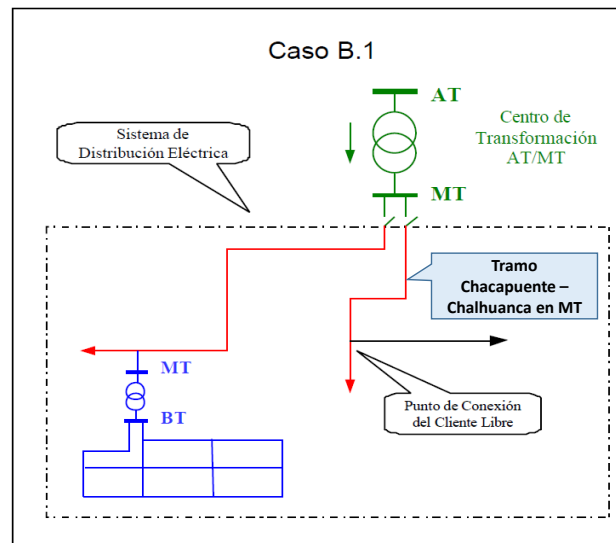 Caso B.1
AT
Centro de
Transformación
AT/MT
Sistema de
Distribución Eléctrica
MT
Tramo
Chacapuente –
Chalhuanca en MT
MT
BT
Punto de Conexión
del Cliente Libre